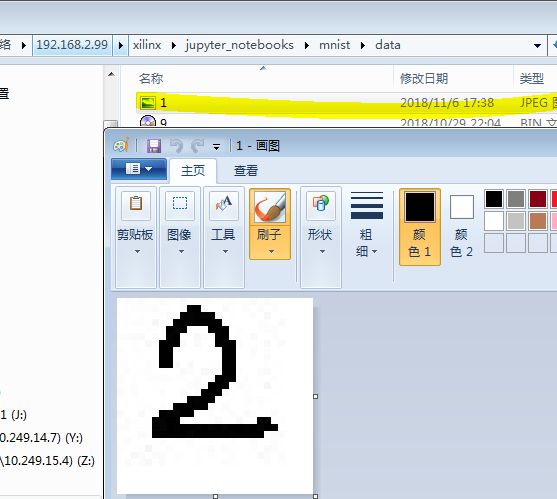 络 192.168.2.99 xilinx jupyter_notebooks mnist data
名称 修改日期 类型
置
1 2018/11/6 17:38 JPEG
9 2018/10/29 22:04 BIN 文
1 - 画图
主页 查看
剪贴板 图像 工具 刷子 形状 粗细 颜色 1 颜色 2
2
1 (J:)
0.249.14.7) (Y:)
\10.249.15.4) (Z:)